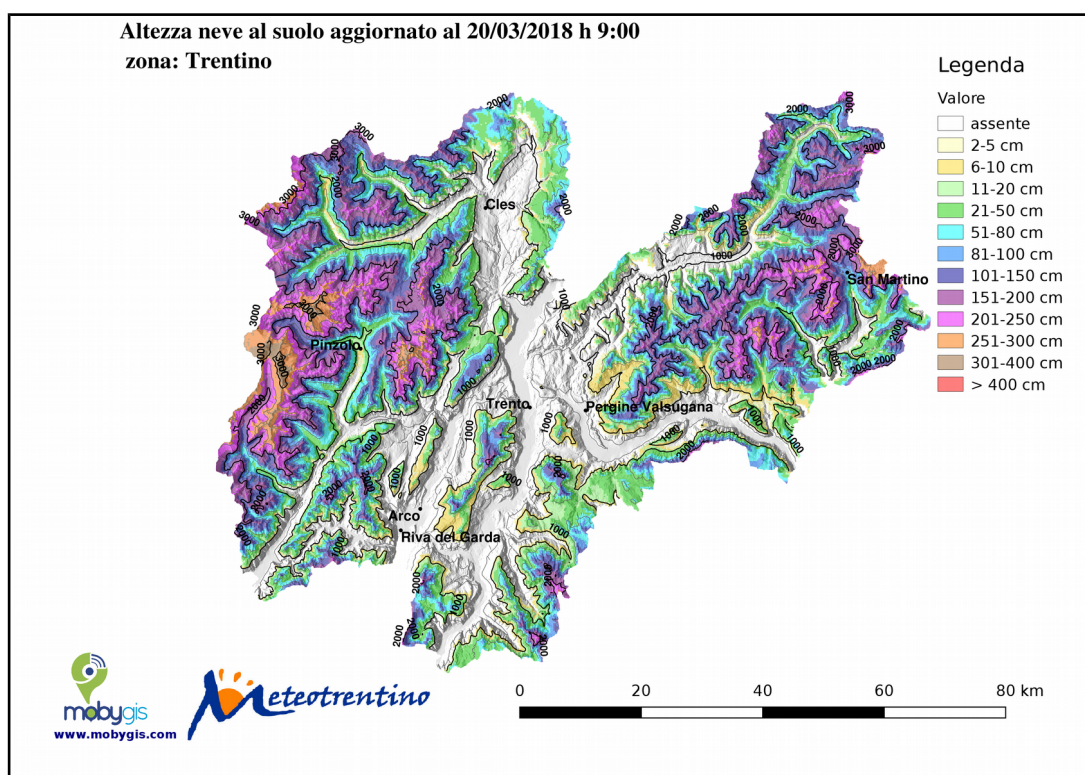 Altezza neve al suolo aggiornato al 20/03/2018 h 9:00
zona: Trentino
Legenda
Valore
assente
2-5 cm
6-10 cm
11-20 cm
21-50 cm
51-80 cm
81-100 cm
101-150 cm
151-200 cm
201-250 cm
251-300 cm
301-400 cm
> 400 cm
Cles
San Martino
Pinzolo
Trento
Pergine Valsugana
Arco
Riva del Garda
2000
3000
1000
mobygis
www.mobygis.com
Meteotrentino
0 20 40 60 80 km